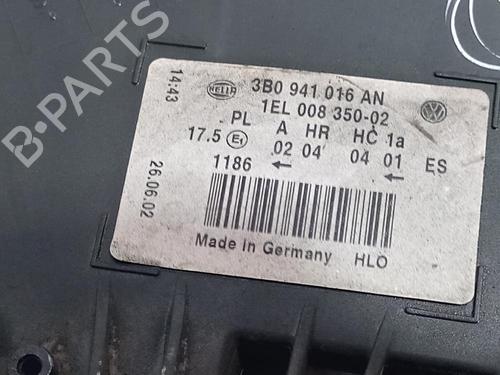 B-PARTS
14:43
26.06.02
HELLA
3B0 941 016 AN
1EL 008 350-02
PL A HR HC 1a
17.5 E1 02 04 04 01 ES
1186 ← ←
Made in Germany HLO